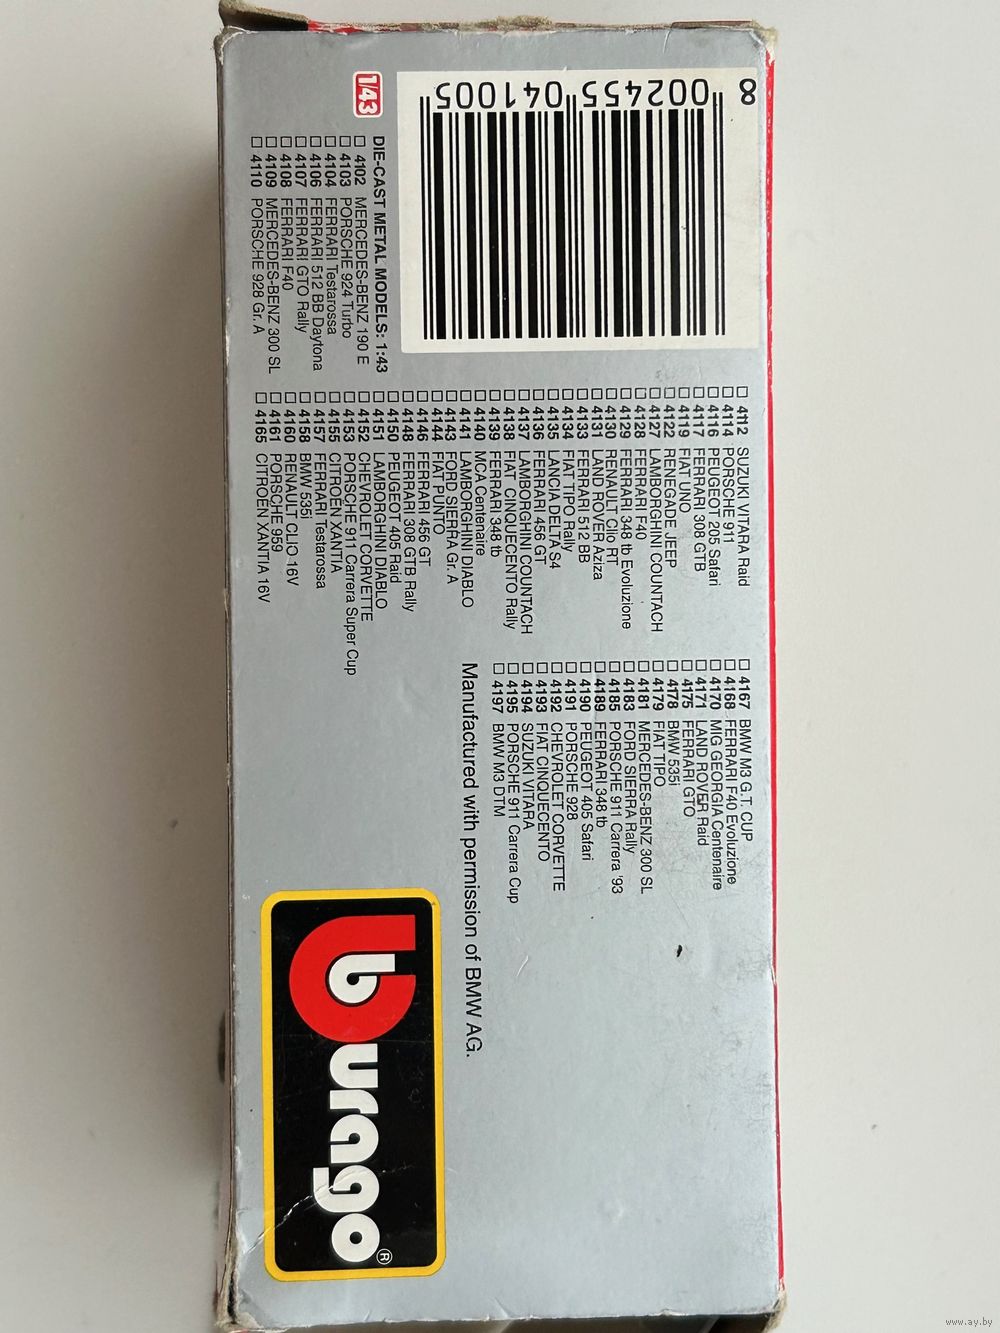 8 002455 041005
1/43
DIE-CAST METAL MODELS: 1:43
4102 MERCEDES-BENZ 190 E
4103 PORSCHE 924 Turbo
4104 FERRARI Testarossa
4106 FERRARI 512 BB Daytona
4107 FERRARI GTO Rally
4108 FERRARI F40
4109 MERCEDES-BENZ 300 SL
4110 PORSCHE 928 Gr. A
4112 SUZUKI VITARA Raid
4114 PORSCHE 911
4116 PEUGEOT 205 Safari
4117 FERRARI 308 GTB
4119 FIAT UNO
4122 RENEGADE JEEP
4127 LAMBORGHINI COUNTACH
4128 FERRARI F40
4129 FERRARI 348 tb Evoluzione
4130 RENAULT Clio RT
4131 LAND ROVER Aziza
4133 FERRARI 512 BB
4134 FIAT TIPO Rally
4135 LANCIA DELTA S4
4136 FERRARI 456 GT
4137 LAMBORGHINI COUNTACH
4138 FIAT CINQUECENTO Rally
4139 FERRARI 348 tb
4140 MCA Centenaire
4141 LAMBORGHINI DIABLO
4143 FORD SIERRA Gr. A
4144 FIAT PUNTO
4146 FERRARI 456 GT
4148 FERRARI 308 GTB Rally
4150 PEUGEOT 405 Raid
4151 LAMBORGHINI DIABLO
4152 CHEVROLET CORVETTE
4153 PORSCHE 911 Carrera Super Cup
4155 CITROËN XANTIA
4157 FERRARI Testarossa
4158 BMW 535i
4160 RENAULT CLIO 16V
4161 PORSCHE 959
4165 CITROËN XANTIA 16V
4167 BMW M3 G.T. CUP
4168 FERRARI F40 Evoluzione
4170 MIG GEORGIA Centenaire
4171 LAND ROVER Raid
4175 FERRARI GTO
4178 BMW 535i
4179 FIAT TIPO
4181 MERCEDES-BENZ 300 SL
4183 FORD SIERRA Rally
4185 PORSCHE 911 Carrera '93
4189 FERRARI 348 tb
4190 PEUGEOT 405 Safari
4191 PORSCHE 928
4192 CHEVROLET CORVETTE
4193 FIAT CINQUECENTO
4194 SUZUKI VITARA
4195 PORSCHE 911 Carrera Cup
4197 BMW M3 DTM
Manufactured with permission of BMW AG.
burago®
www.ay.by